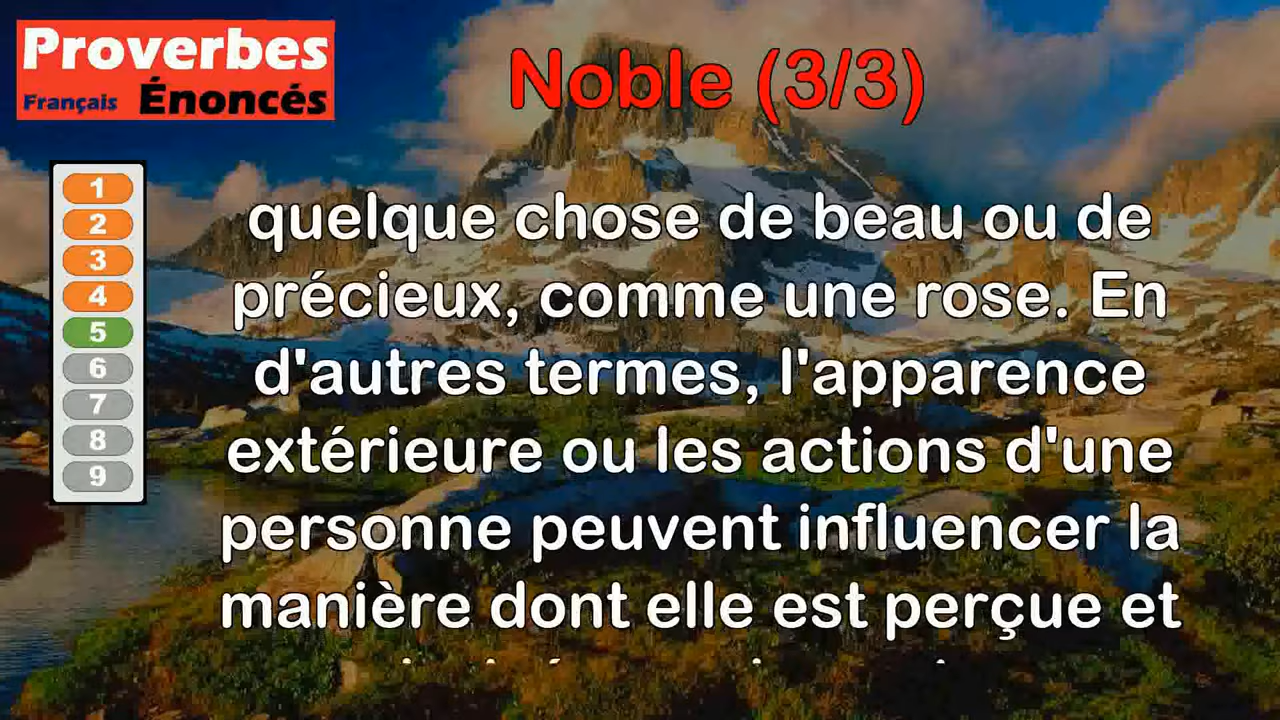 Proverbes
Français Énoncés
Noble (3/3)
1
2
3
4
5
6
7
8
9
quelque chose de beau ou de
précieux, comme une rose. En
d'autres termes, l'apparence
extérieure ou les actions d'une
personne peuvent influencer la
manière dont elle est perçue et